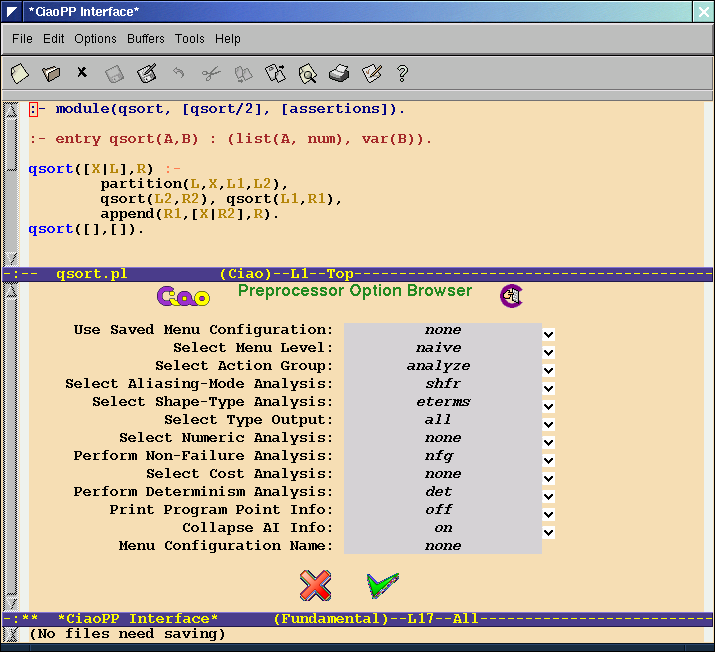 *CiaoPP Interface*
File Edit Options Buffers Tools Help
:- module(qsort, [qsort/2], [assertions]).
:- entry qsort(A,B) : (list(A, num), var(B)).
qsort([X|L],R) :-
partition(L,X,L1,L2),
qsort(L2,R2), qsort(L1,R1),
append(R1,[X|R2],R).
qsort([],[]).
-:-- qsort.pl (Ciao)--L1--Top----------------------------------------
Ciao Preprocessor Option Browser
Use Saved Menu Configuration: none
Select Menu Level: naive
Select Action Group: analyze
Select Aliasing-Mode Analysis: shfr
Select Shape-Type Analysis: eterms
Select Type Output: all
Select Numeric Analysis: none
Perform Non-Failure Analysis: nfg
Select Cost Analysis: none
Perform Determinism Analysis: det
Print Program Point Info: off
Collapse AI Info: on
Menu Configuration Name: none
-:** *CiaoPP Interface* (Fundamental)--L17--All--------------------------
(No files need saving)